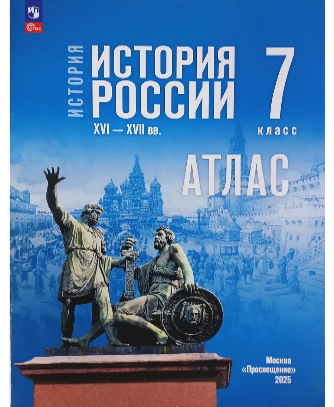 ИСТОРИЯ
ИСТОРИЯ
РОССИИ
XVI — XVII ВВ.
7
КЛАСС
АТЛАС
Москва
«Просвещение»
2025